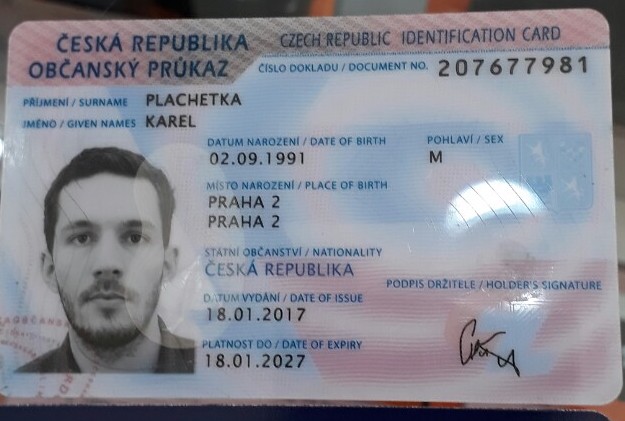 ČESKÁ REPUBLIKA CZECH REPUBLIC IDENTIFICATION CARD
OBČANSKÝ PRŮKAZ ČÍSLO DOKLADU / DOCUMENT NO. 207677981
PŘÍJMENÍ / SURNAME PLACHETKA
JMÉNO / GIVEN NAMES KAREL
DATUM NAROZENÍ / DATE OF BIRTH POHLAVÍ / SEX
02.09.1991 M
MÍSTO NAROZENÍ / PLACE OF BIRTH
PRAHA 2
PRAHA 2
STÁTNÍ OBČANSTVÍ / NATIONALITY
ČESKÁ REPUBLIKA
PODPIS DRŽITELE / HOLDER'S SIGNATURE
DATUM VYDÁNÍ / DATE OF ISSUE
18.01.2017
PLATNOST DO / DATE OF EXPIRY
18.01.2027